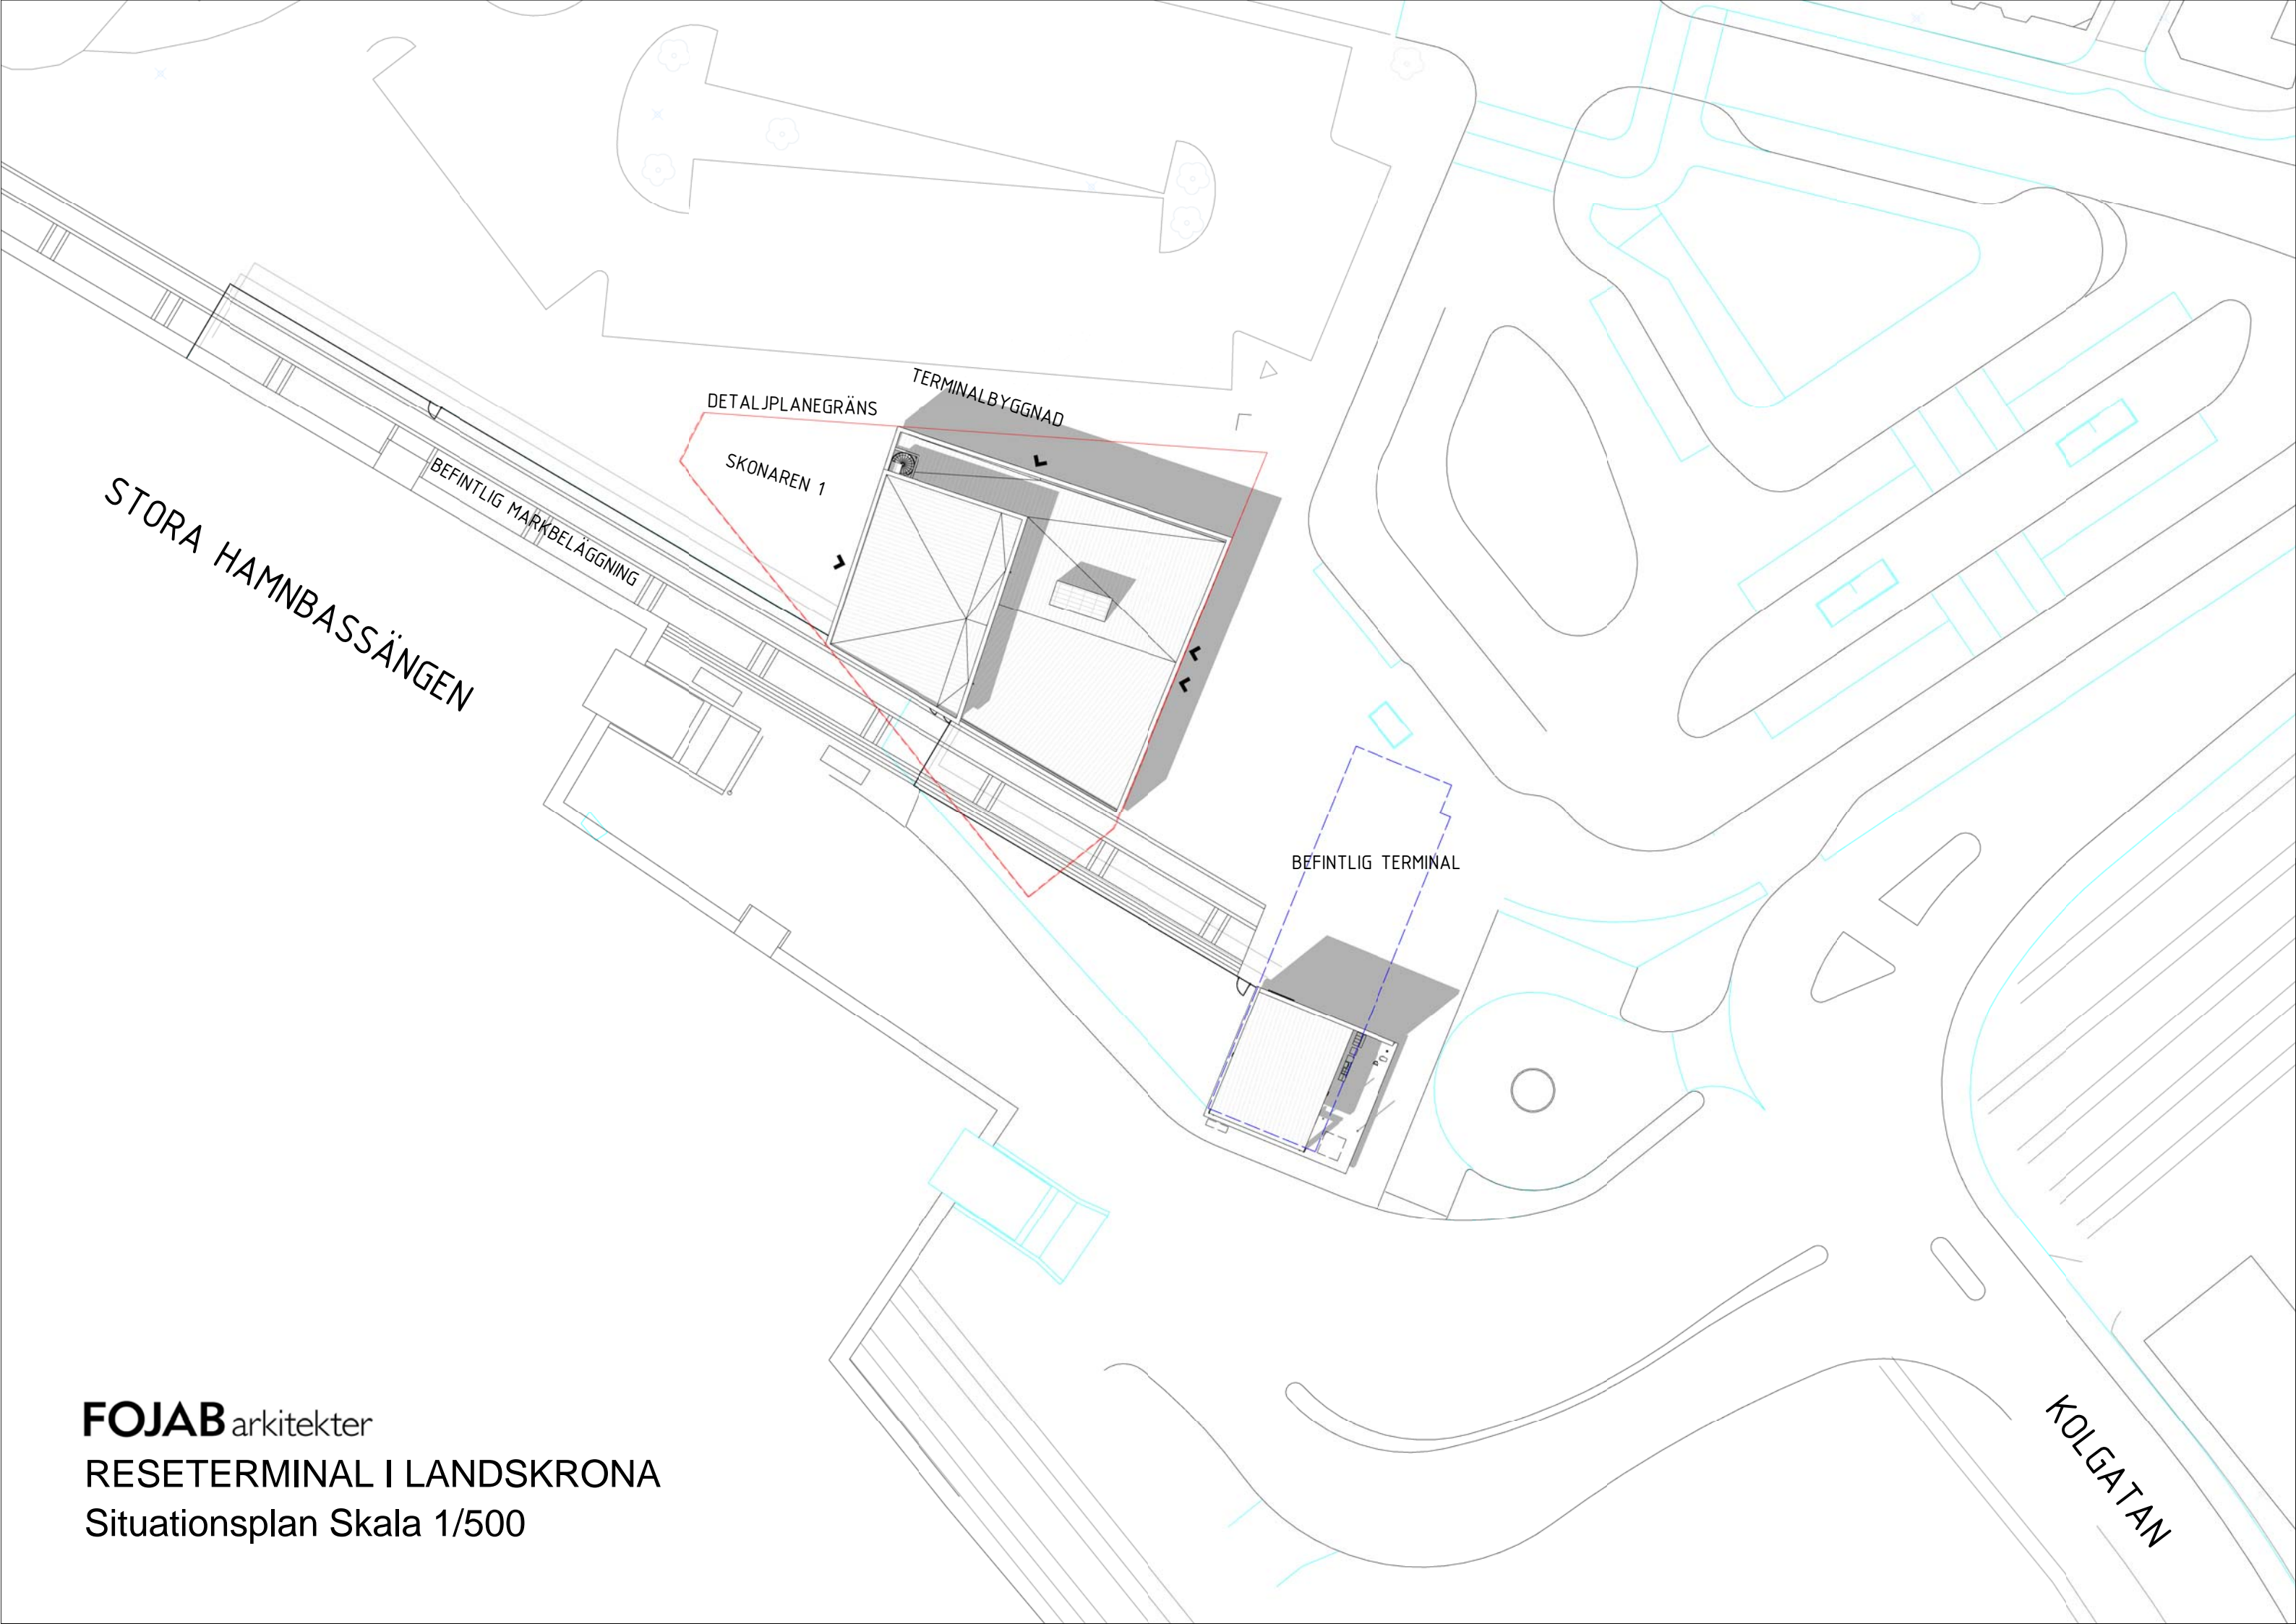 TERMINALBYGGNAD
DETALJPLANEGRÄNS
SKONAREN 1
BEFINTLIG MARKBELÄGGNING
STORA HAMNBASSÄNGEN
BEFINTLIG TERMINAL
KOLGATAN
FOJAB arkitekter
RESETERMINAL I LANDSKRONA
Situationsplan Skala 1/500